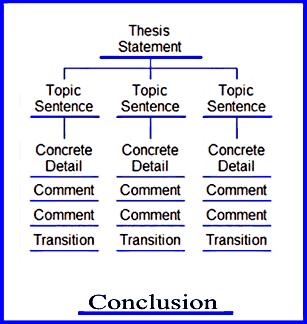 Thesis
Statement
Topic Topic Topic
Sentence Sentence Sentence
Concrete Concrete Concrete
Detail Detail Detail
Comment Comment Comment
Comment Comment Comment
Transition Transition Transition
Conclusion